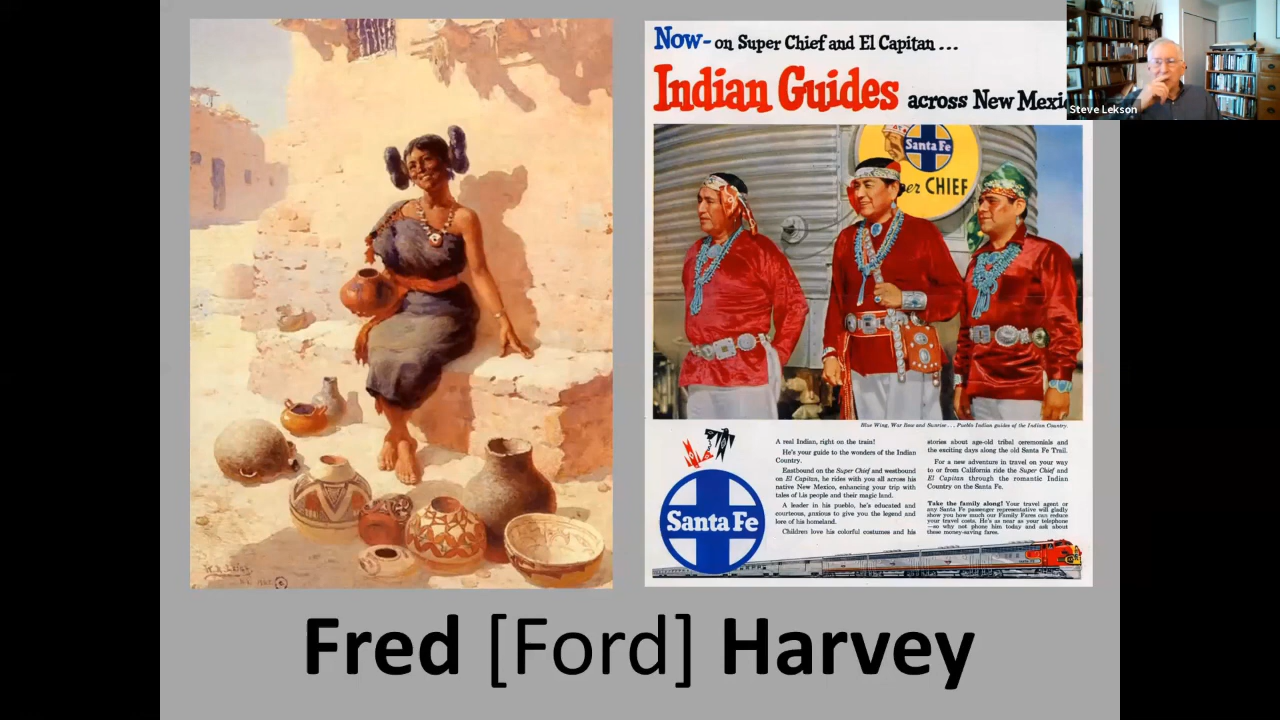 Now- on Super Chief and El Capitan ...
Indian Guides across New Mexi
Steve Lekson
Santa Fe
CHIEF
Blue Wing, War Bow and Sunrise . . . Pueblo Indian guides of the Indian Country.
A real Indian, right on the train!
He's your guide to the wonders of the Indian
Country.
Eastbound on the Super Chief and westbound
on El Capitan, he rides with you all across his
native New Mexico, enhancing your trip with
tales of his people and their magic land.
A leader in his pueblo, he's educated and
courteous, anxious to give you the legend and
lore of his homeland.
Children love his colorful costumes and his
stories about age-old tribal ceremonials and
the exciting days along the old Santa Fe Trail.
For a new adventure in travel on your way
to or from California ride the Super Chief and
El Capitan through the romantic Indian
Country on the Santa Fe.
Take the family along! Your travel agent or
any Santa Fe passenger representative will gladly
show you how much our Family Fares can reduce
your travel costs. He's as near as your telephone
—so why not phone him today and ask about
these money-saving fares.
Santa Fe
Fred [Ford] Harvey